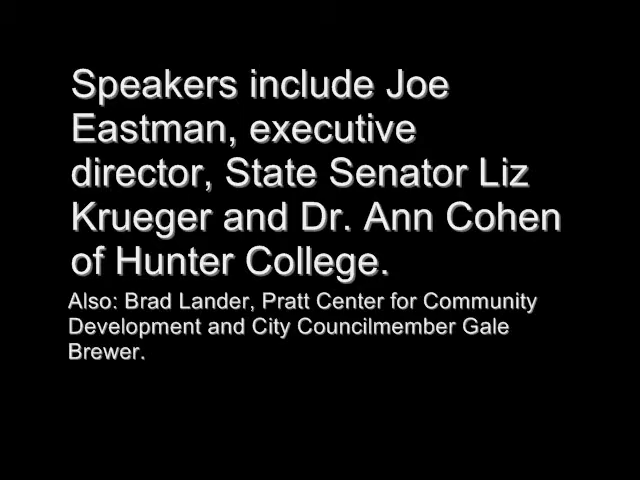 Speakers include Joe
Eastman, executive
director, State Senator Liz
Krueger and Dr. Ann Cohen
of Hunter College.
Also: Brad Lander, Pratt Center for Community
Development and City Councilmember Gale
Brewer.